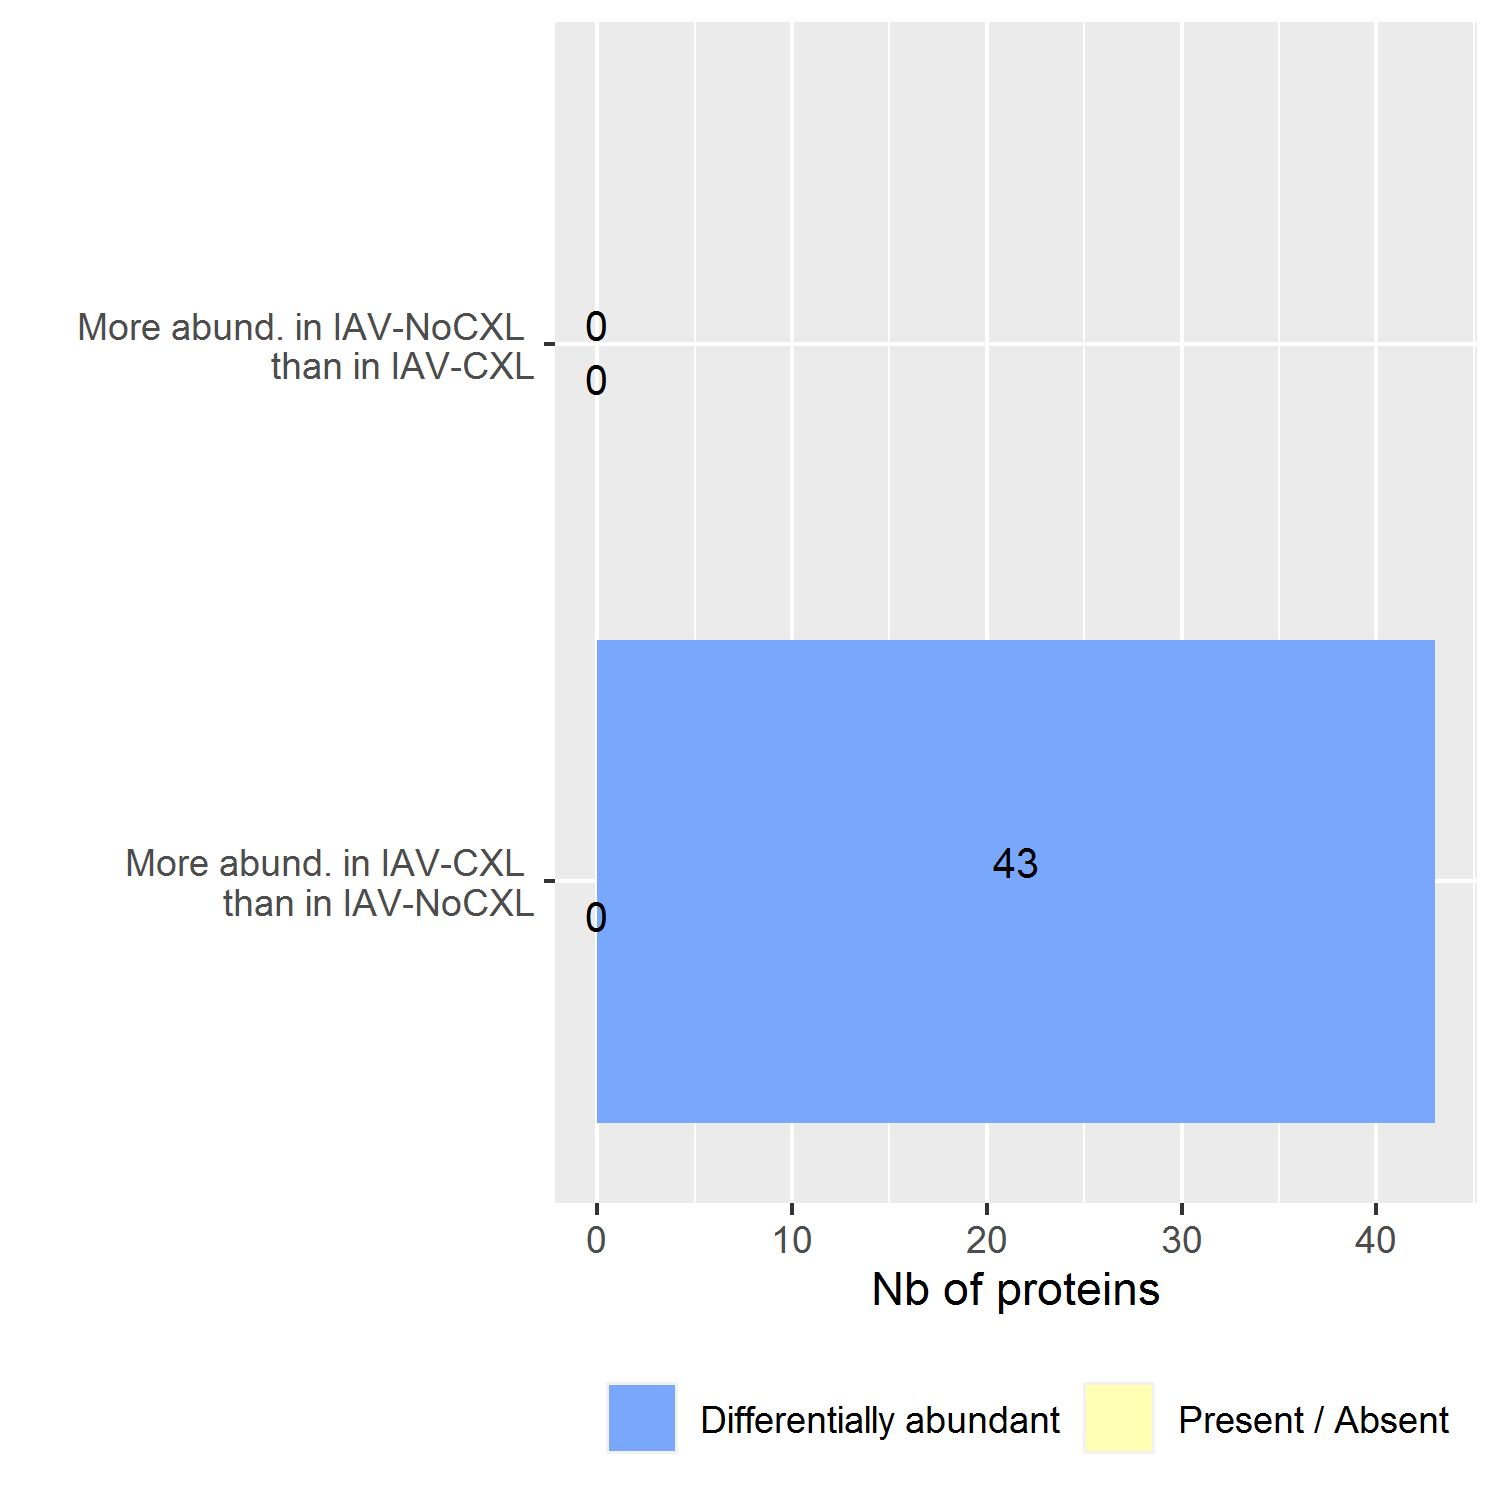 More abund. in IAV-NoCXL
than in IAV-CXL
0
0
More abund. in IAV-CXL
than in IAV-NoCXL
43
0
0 10 20 30 40
Nb of proteins
Differentially abundant Present / Absent